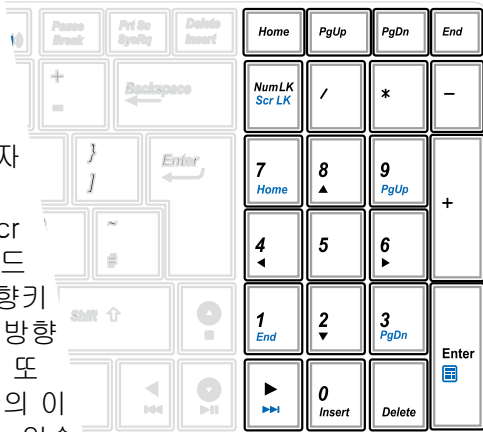 Pause Break Prt Sc SysRq Delete Insert Home PgUp PgDn End
+ = Backspace NumLK Scr LK / * −
자
} ] Enter 7 Home 8 ▲ 9 PgUp +
cr
~ # 4 ◀ 5 6 ▶
드
향키
Shift 1 End 2 ▼ 3 PgDn Enter
방향
또
의 이
0 Insert Delete